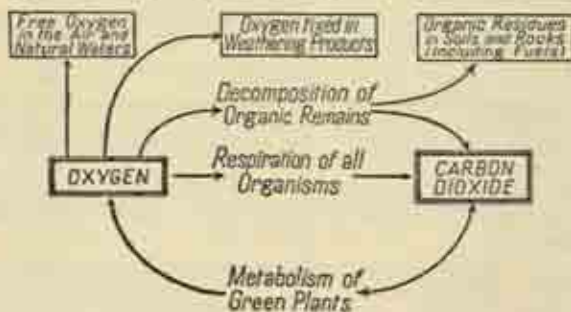 Free Oxygen
in the Air and
Natural Waters
Oxygen fixed in
Weathering Products
Organic Residues
in Soils and Rocks
(including Fuels)
Decomposition of
Organic Remains
OXYGEN
Respiration of all
Organisms
CARBON
DIOXIDE
Metabolism of
Green Plants